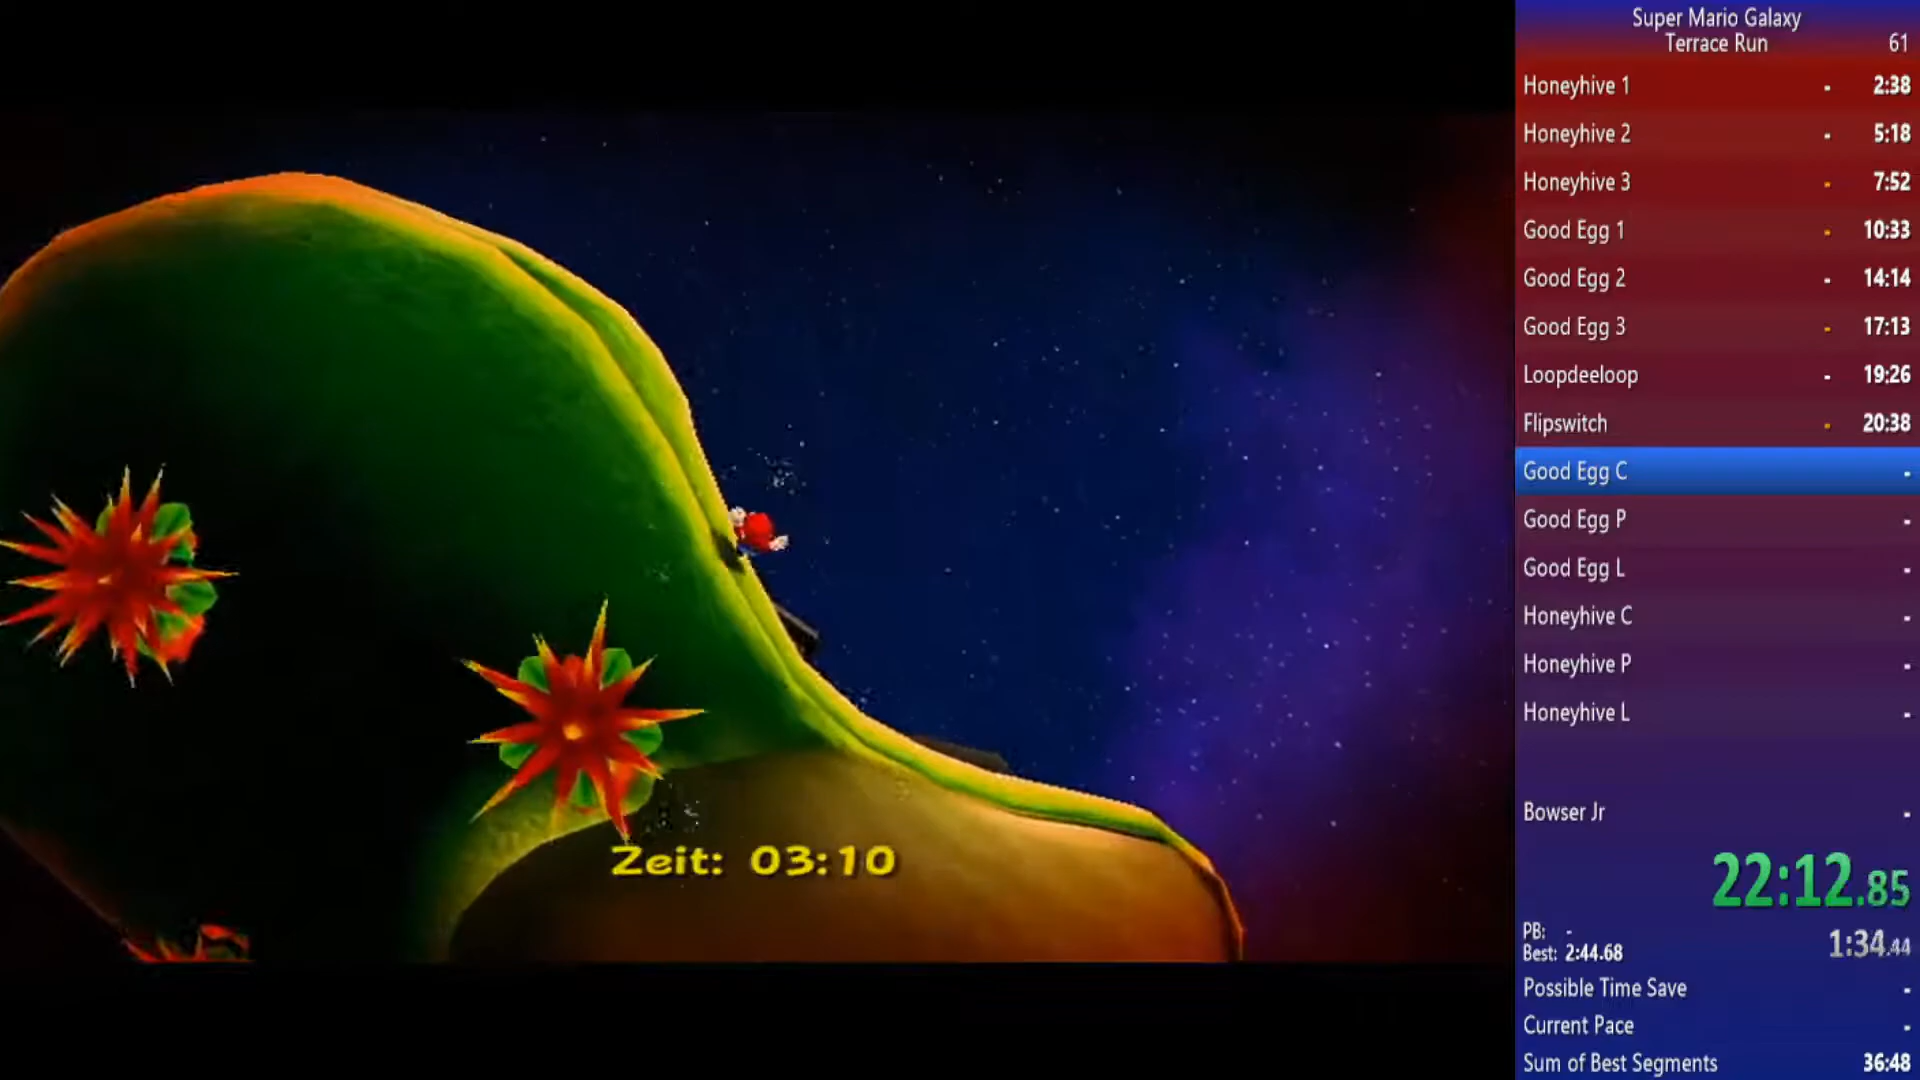 Zeit: 03:10
Super Mario Galaxy
Terrace Run 61
Honeyhive 1 - 2:38
Honeyhive 2 - 5:18
Honeyhive 3 - 7:52
Good Egg 1 - 10:33
Good Egg 2 - 14:14
Good Egg 3 - 17:13
Loopdeeloop - 19:26
Flipswitch - 20:38
Good Egg C -
Good Egg P -
Good Egg L -
Honeyhive C -
Honeyhive P -
Honeyhive L -
Bowser Jr -
22:12.85
PB: -
Best: 2:44.68 1:34.44
Possible Time Save -
Current Pace -
Sum of Best Segments 36:48